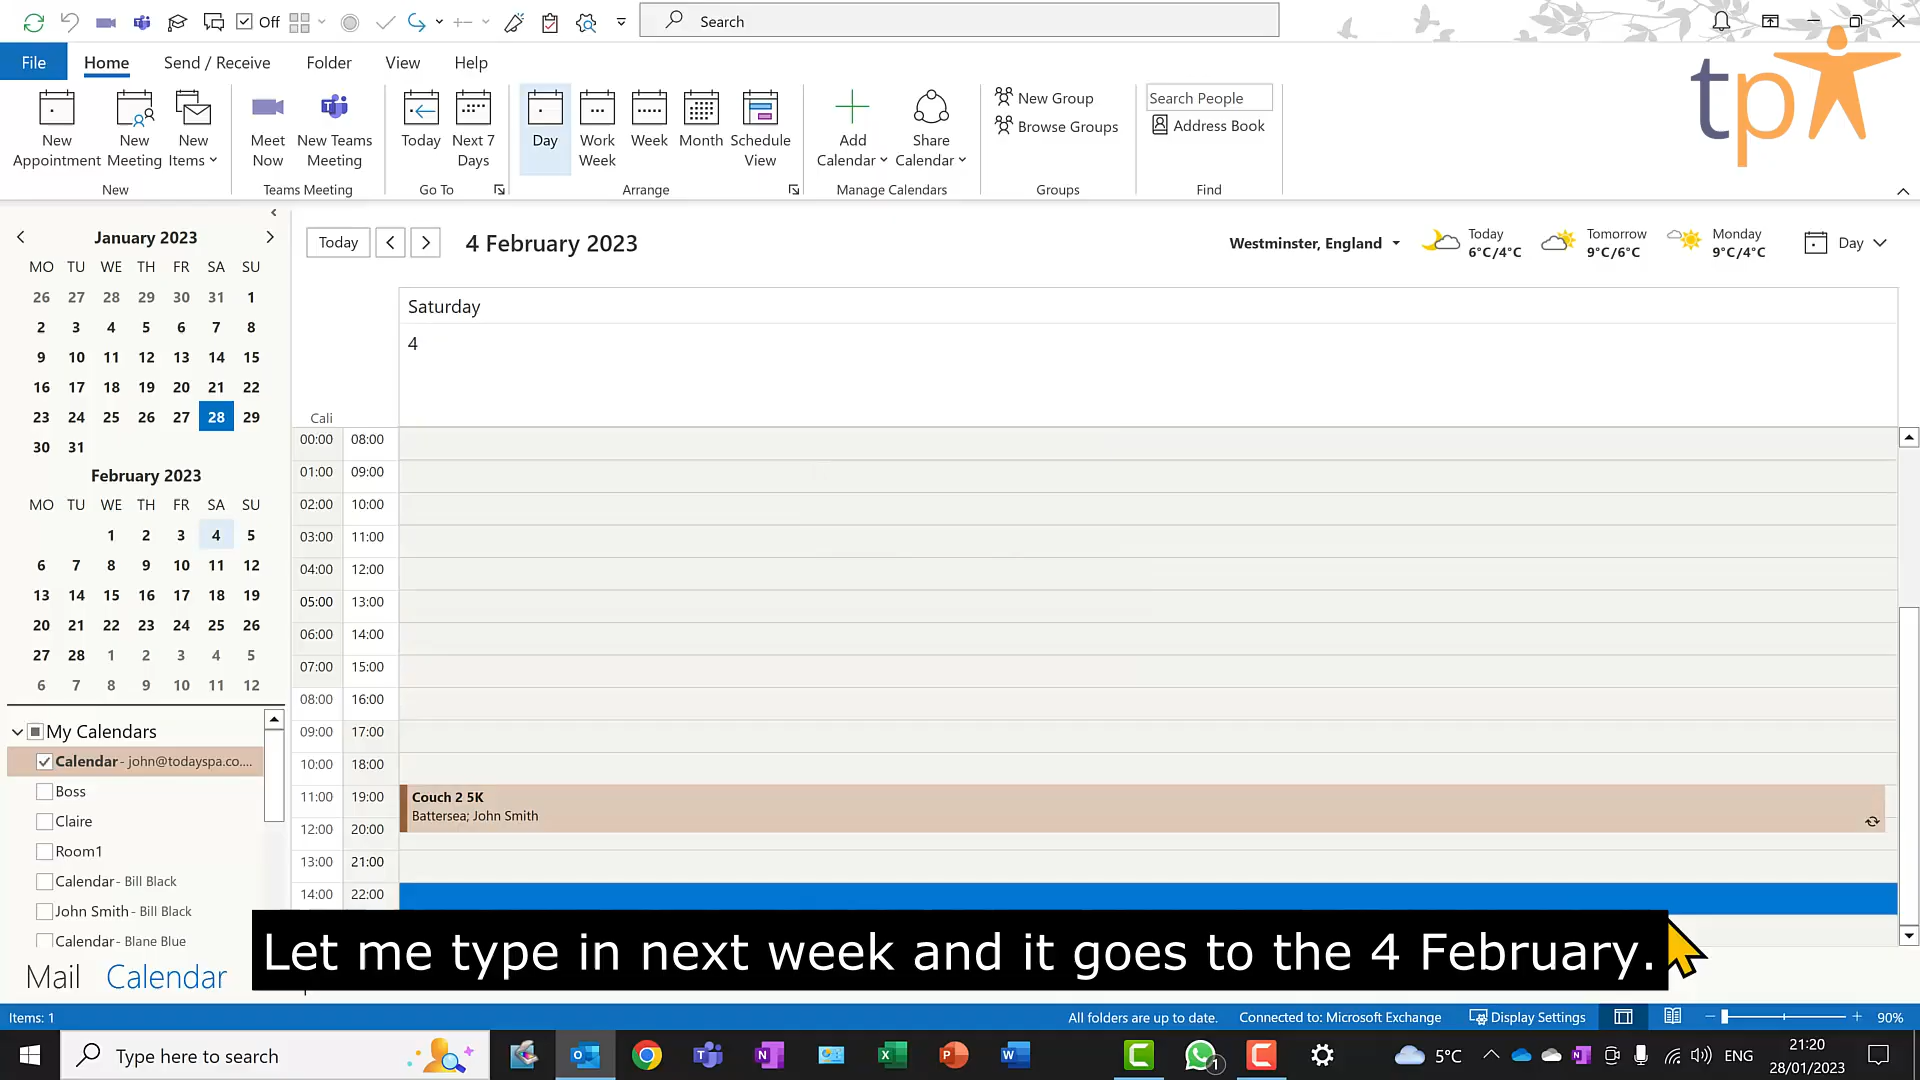 Off
Search
File Home Send / Receive Folder View Help
New Appointment
New Meeting
New Items
Meet Now
New Teams Meeting
Today
Next 7 Days
Day
Work Week
Week
Month
Schedule View
Add Calendar
Share Calendar
New Group
Browse Groups
Search People
Address Book
New
Teams Meeting
Go To
Arrange
Manage Calendars
Groups
Find
tp
January 2023
MO TU WE TH FR SA SU
26 27 28 29 30 31 1
2 3 4 5 6 7 8
9 10 11 12 13 14 15
16 17 18 19 20 21 22
23 24 25 26 27 28 29
30 31
February 2023
MO TU WE TH FR SA SU
1 2 3 4 5
6 7 8 9 10 11 12
13 14 15 16 17 18 19
20 21 22 23 24 25 26
27 28 1 2 3 4 5
6 7 8 9 10 11 12
My Calendars
Calendar - john@todayspa.co....
Boss
Claire
Room1
Calendar - Bill Black
John Smith - Bill Black
Calendar - Blane Blue
Mail Calendar
Today 4 February 2023
Westminster, England
Today
6°C/4°C
Tomorrow
9°C/6°C
Monday
9°C/4°C
Day
Saturday
4
Cali
00:00 08:00
01:00 09:00
02:00 10:00
03:00 11:00
04:00 12:00
05:00 13:00
06:00 14:00
07:00 15:00
08:00 16:00
09:00 17:00
10:00 18:00
11:00 19:00
12:00 20:00
13:00 21:00
14:00 22:00
Couch 2 5K
Battersea; John Smith
Let me type in next week and it goes to the 4 February.
Items: 1
All folders are up to date. Connected to: Microsoft Exchange Display Settings 90%
Type here to search
1
5°C
ENG
21:20
28/01/2023